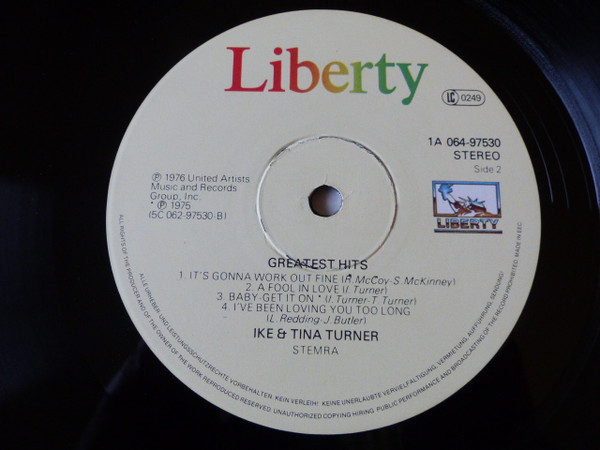 Liberty
LC 0249
1A 064-97530
STEREO
Side 2
℗ 1976 United Artists
Music and Records
Group, Inc.
* ℗ 1975
(5C 062-97530-B)
LIBERTY
GREATEST HITS
1. IT'S GONNA WORK OUT FINE (R. McCoy-S. McKinney)
2. A FOOL IN LOVE (I. Turner)
3. BABY-GET IT ON * (I. Turner-T. Turner)
4. I'VE BEEN LOVING YOU TOO LONG
(L. Redding-J. Butler)
IKE & TINA TURNER
STEMRA
ALLE URHEBER- UND LEISTUNGSSCHUTZRECHTE VORBEHALTEN. KEIN VERLEIH! KEINE UNERLAUBTE VERVIELFÄLTIGUNG, VERMIETUNG, AUFFÜHRUNG, SENDUNG!
ALL RIGHTS OF THE PRODUCER AND OF THE OWNER OF THE WORK REPRODUCED RESERVED. UNAUTHORIZED COPYING HIRING, PUBLIC PERFORMANCE AND BROADCASTING OF THE RECORD PROHIBITED. MADE IN EEC